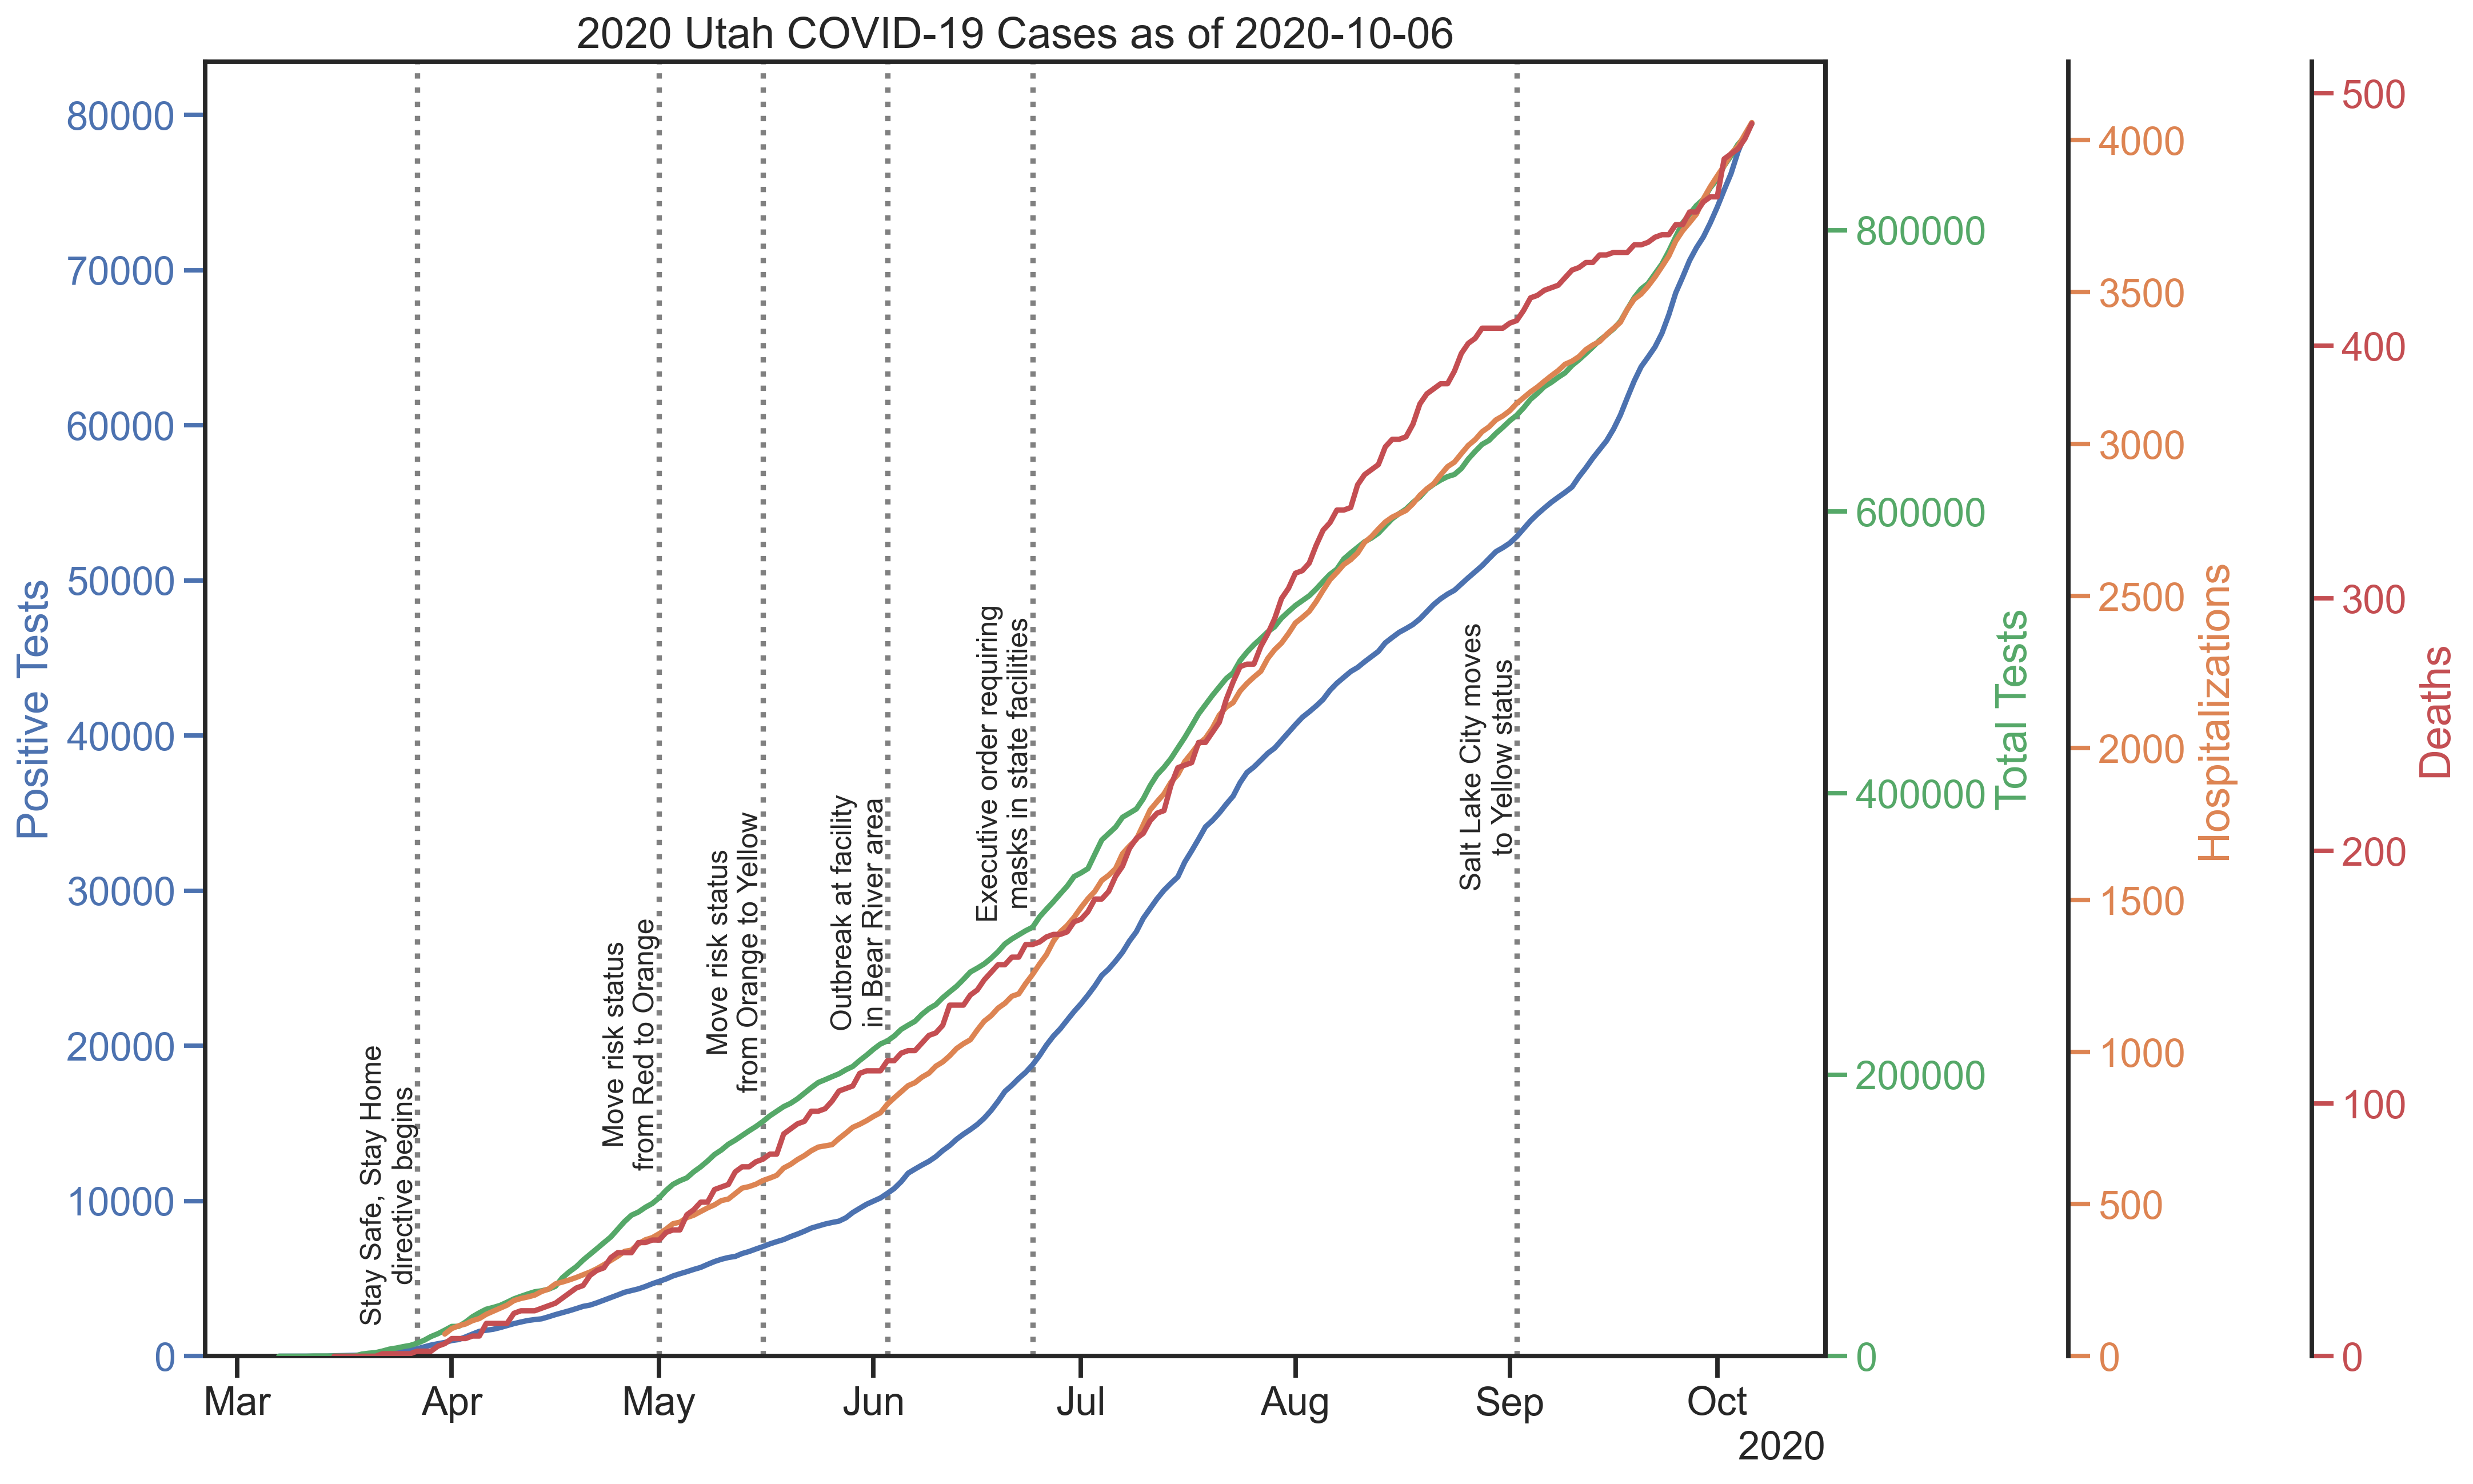 2020 Utah COVID-19 Cases as of 2020-10-06
Positive Tests
80000
70000
60000
50000
40000
30000
20000
10000
0
Stay Safe, Stay Home
directive begins
Move risk status
from Red to Orange
Move risk status
from Orange to Yellow
Outbreak at facility
in Bear River area
Executive order requiring
masks in state facilities
Salt Lake City moves
to Yellow status
800000
600000
400000
200000
0
Total Tests
4000
3500
3000
2500
2000
1500
1000
500
0
Hospitalizations
500
400
300
200
100
0
Deaths
Mar Apr May Jun Jul Aug Sep Oct
2020